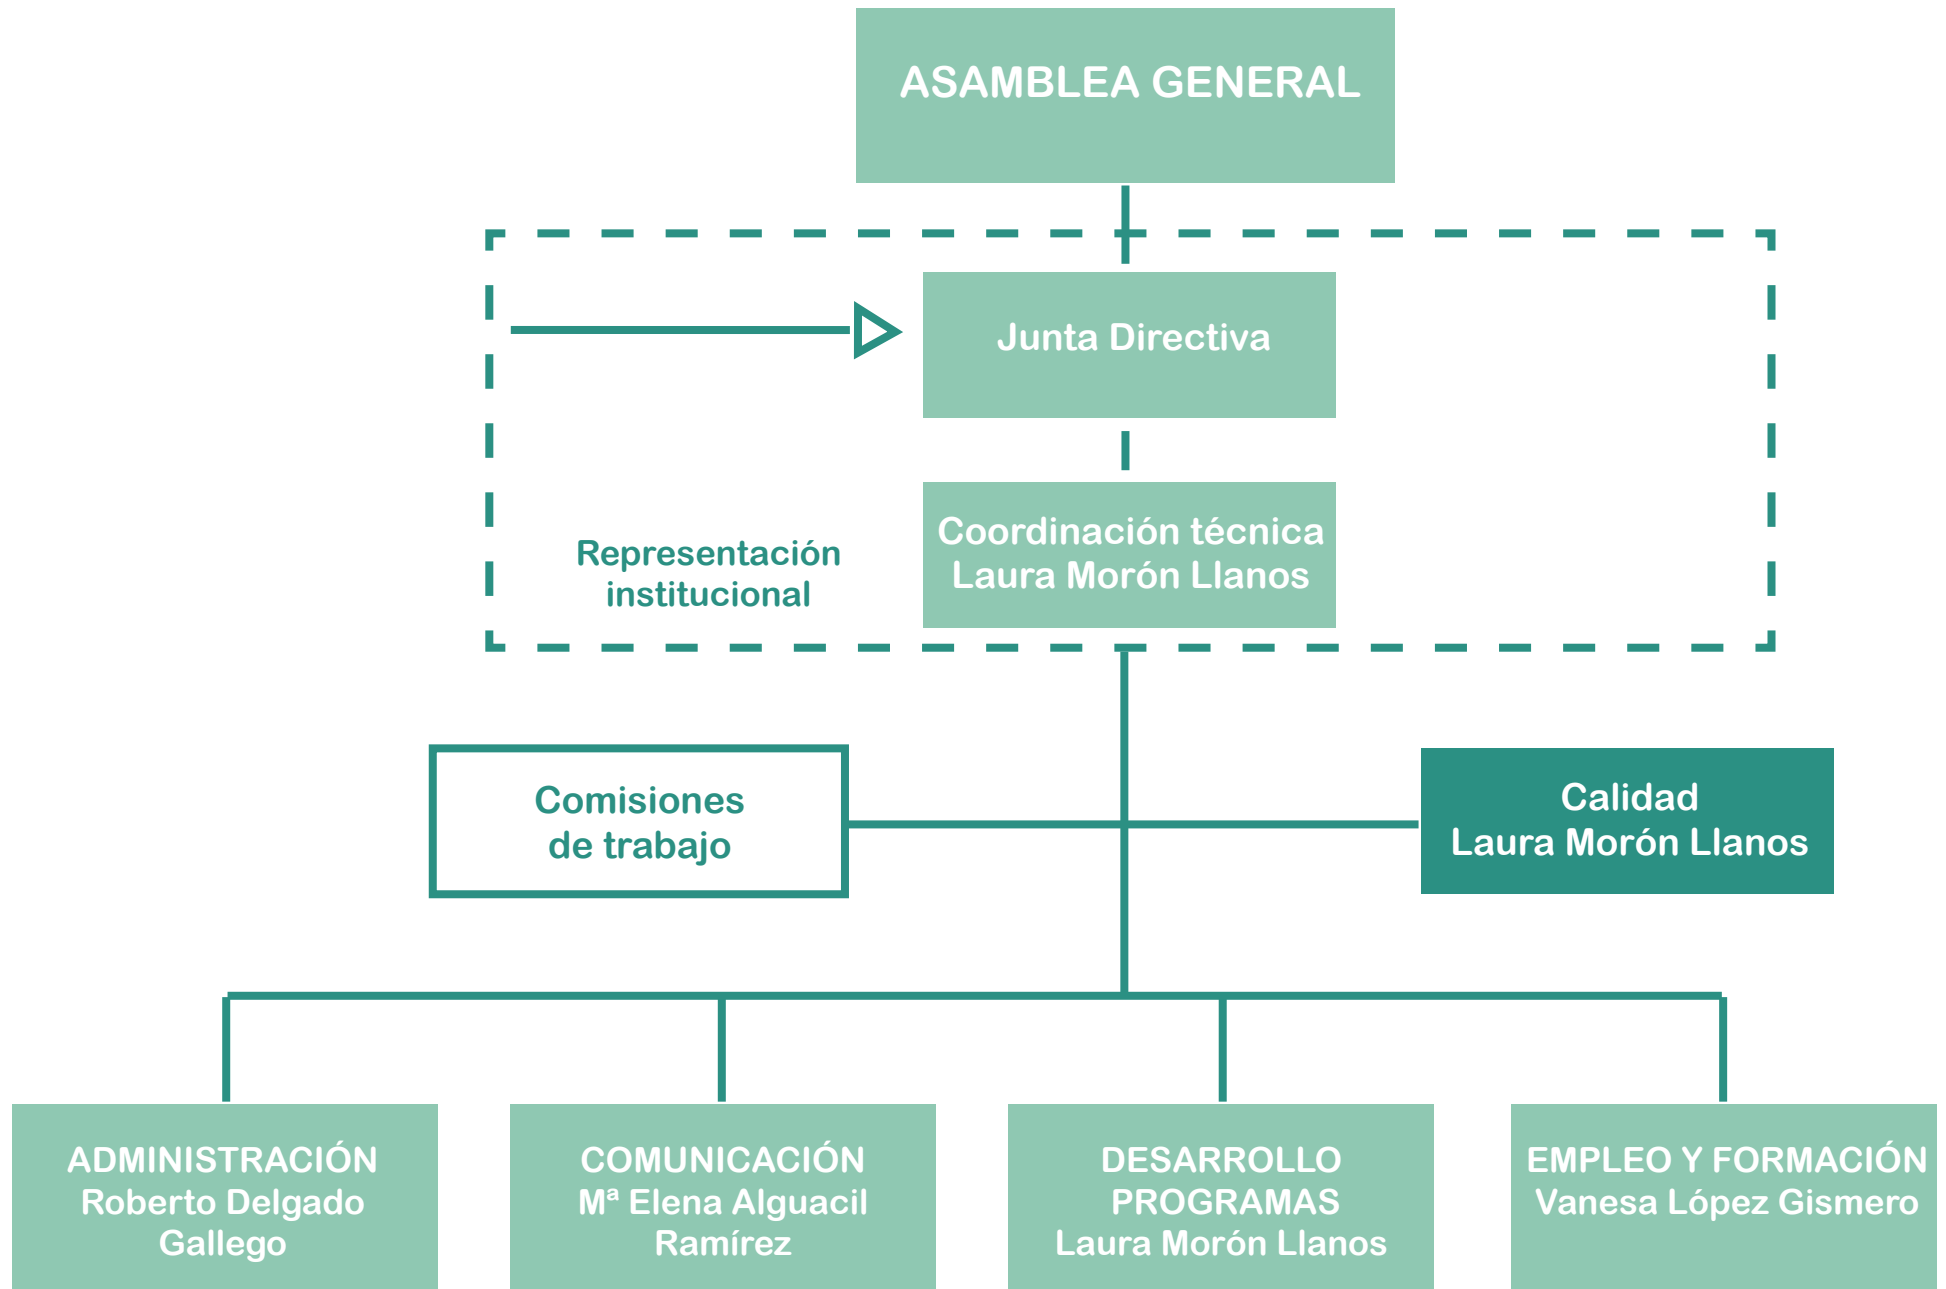 ASAMBLEA GENERAL
Junta Directiva
Coordinación técnica
Laura Morón Llanos
Representación
institucional
Comisiones
de trabajo
Calidad
Laura Morón Llanos
ADMINISTRACIÓN
Roberto Delgado
Gallego
COMUNICACIÓN
Mª Elena Alguacil
Ramírez
DESARROLLO
PROGRAMAS
Laura Morón Llanos
EMPLEO Y FORMACIÓN
Vanesa López Gismero